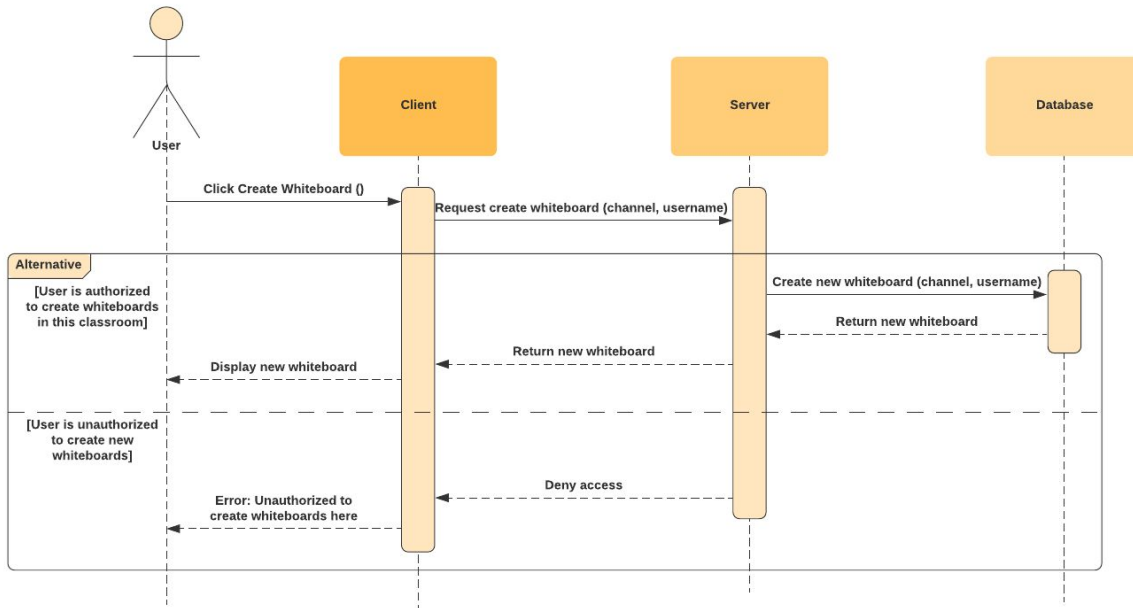 User
Client
Server
Database
Click Create Whiteboard ()
Request create whiteboard (channel, username)
Alternative
[User is authorized
to create whiteboards
in this classroom]
Create new whiteboard (channel, username)
Return new whiteboard
Return new whiteboard
Display new whiteboard
[User is unauthorized
to create new
whiteboards]
Deny access
Error: Unauthorized to
create whiteboards here